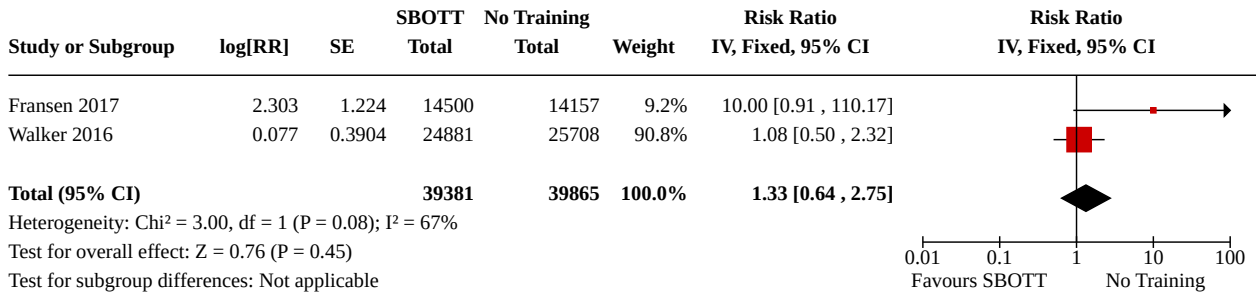 SBOTT No Training Risk Ratio Risk Ratio
Study or Subgroup log[RR] SE Total Total Weight IV, Fixed, 95% CI IV, Fixed, 95% CI
Fransen 2017 2.303 1.224 14500 14157 9.2% 10.00 [0.91 , 110.17]
Walker 2016 0.077 0.3904 24881 25708 90.8% 1.08 [0.50 , 2.32]
Total (95% CI) 39381 39865 100.0% 1.33 [0.64 , 2.75]
Heterogeneity: Chi² = 3.00, df = 1 (P = 0.08); I² = 67%
Test for overall effect: Z = 0.76 (P = 0.45)
0.01 0.1 1 10 100
Test for subgroup differences: Not applicable Favours SBOTT No Training